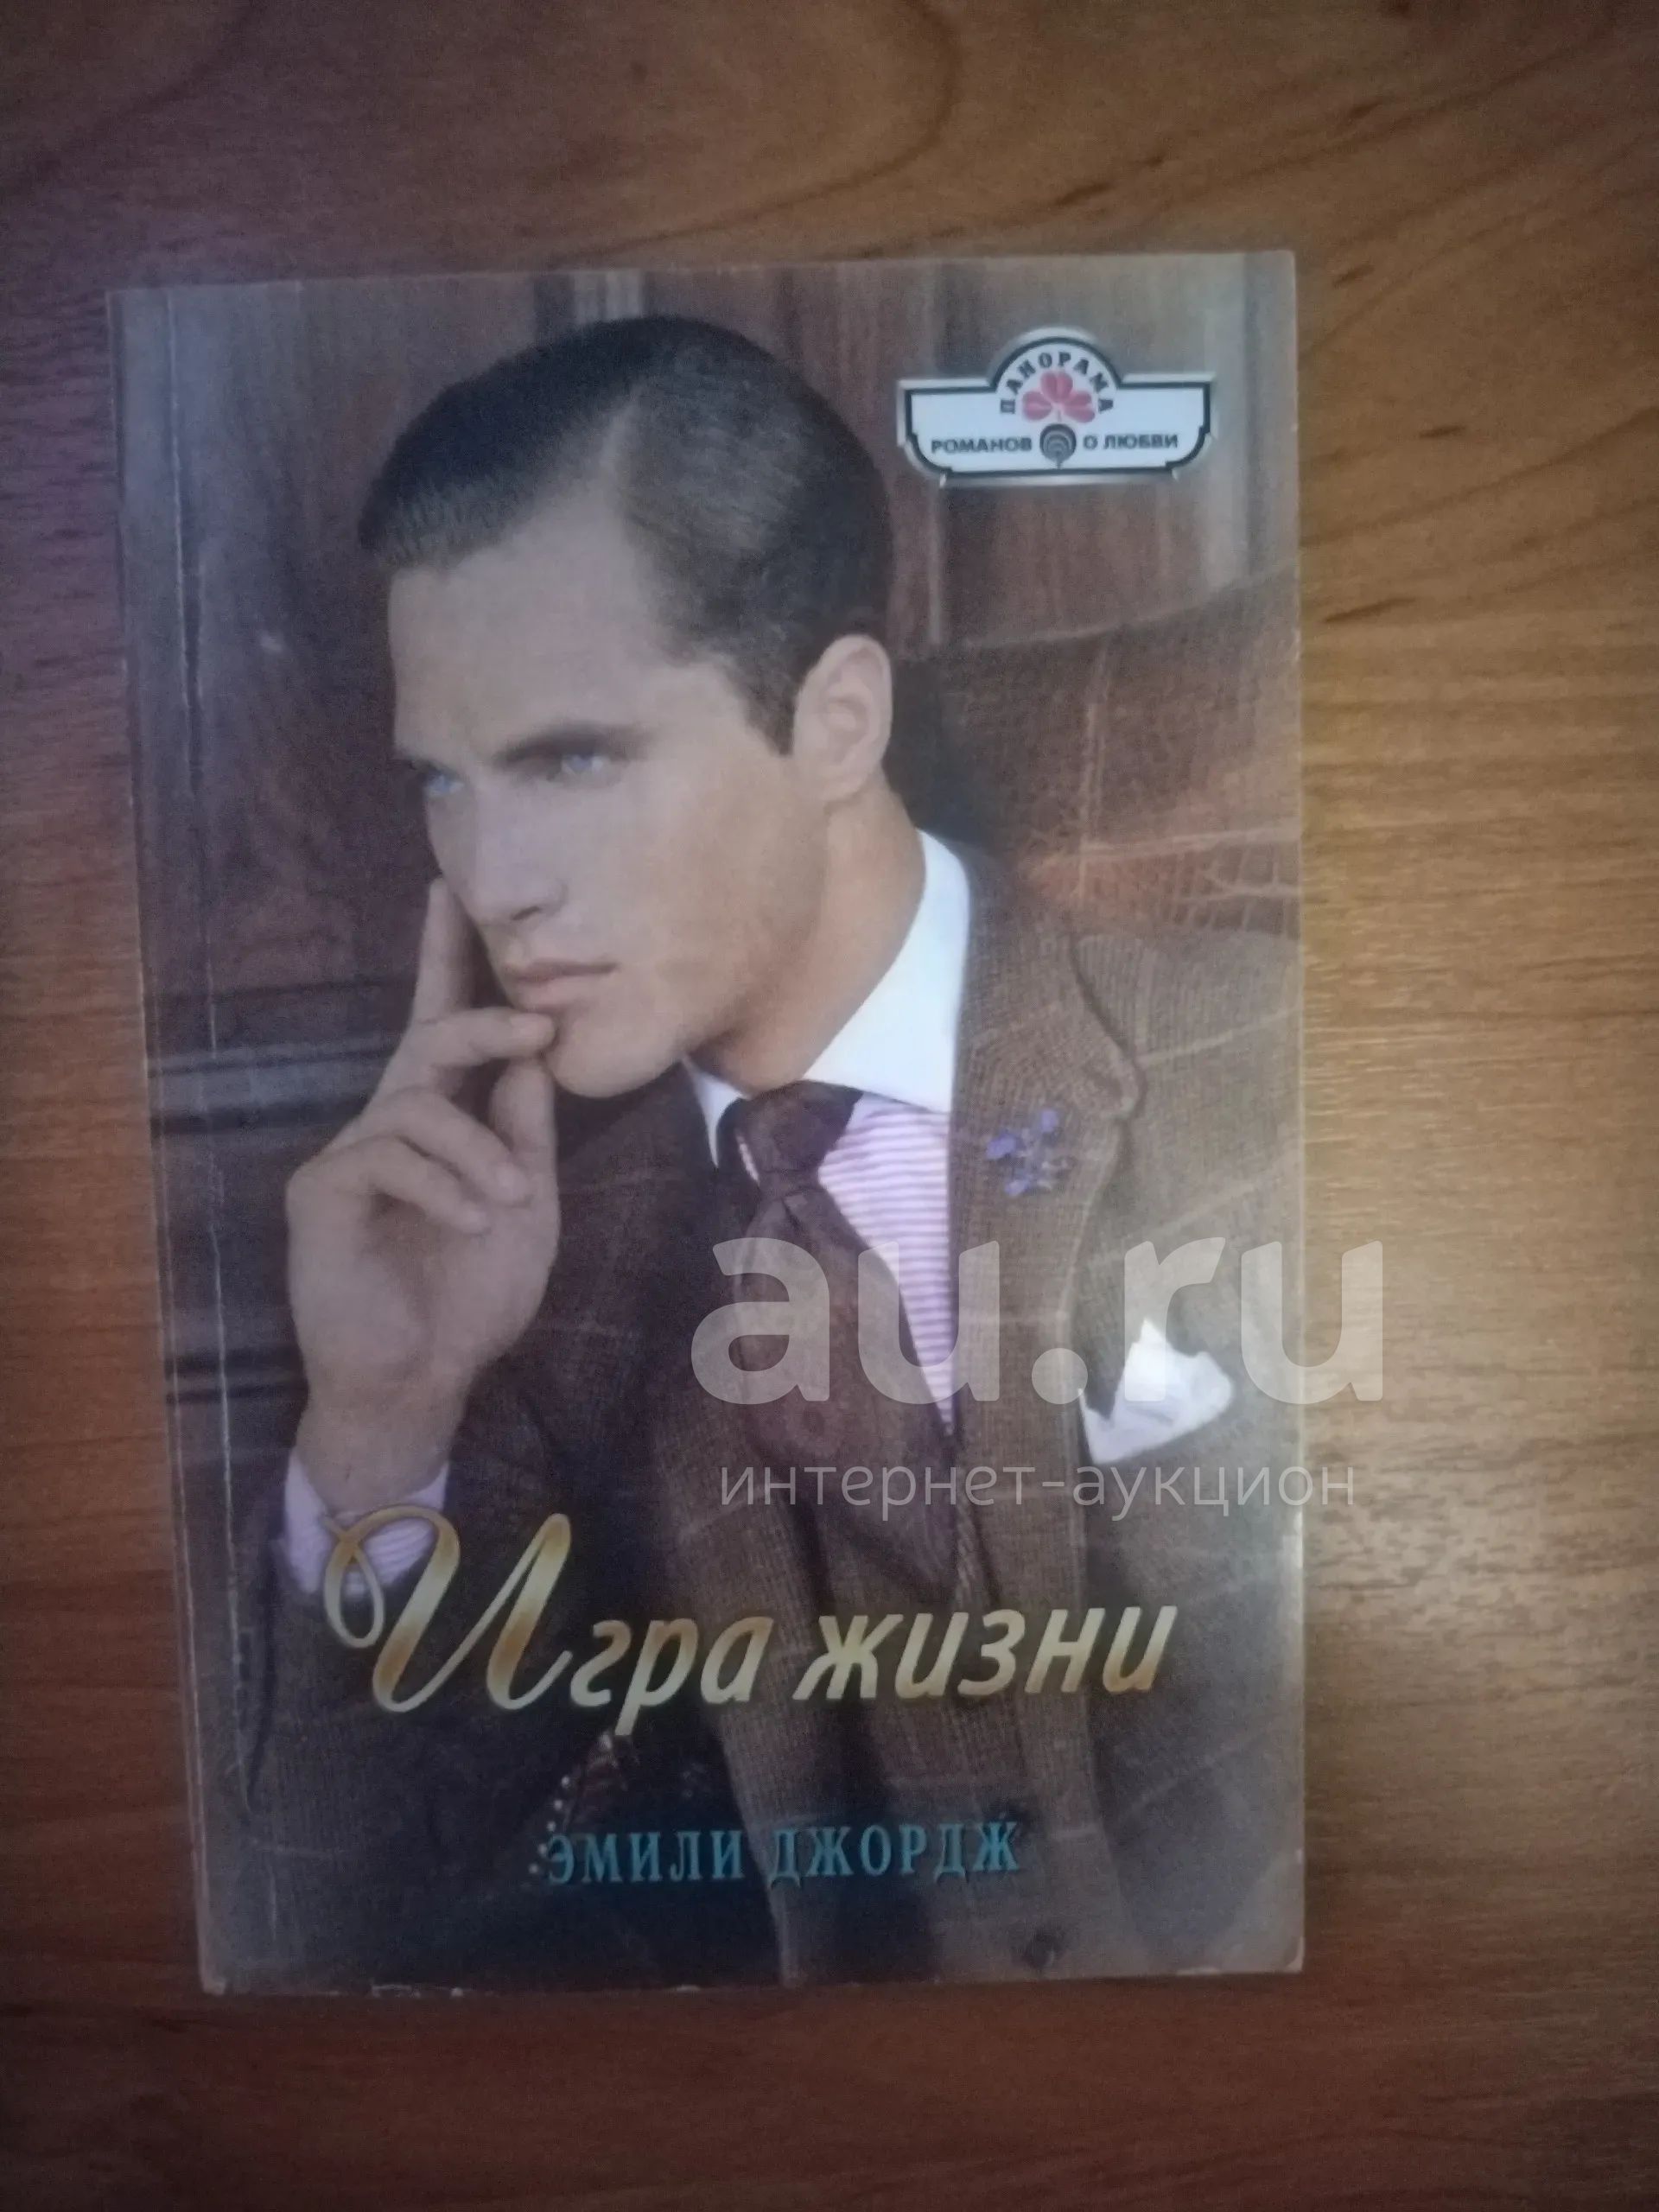 ПАНОРАМА
РОМАНОВ О ЛЮБВИ
au.ru
интернет-аукцион
Игра жизни
ЭМИЛИ ДЖОРДЖ